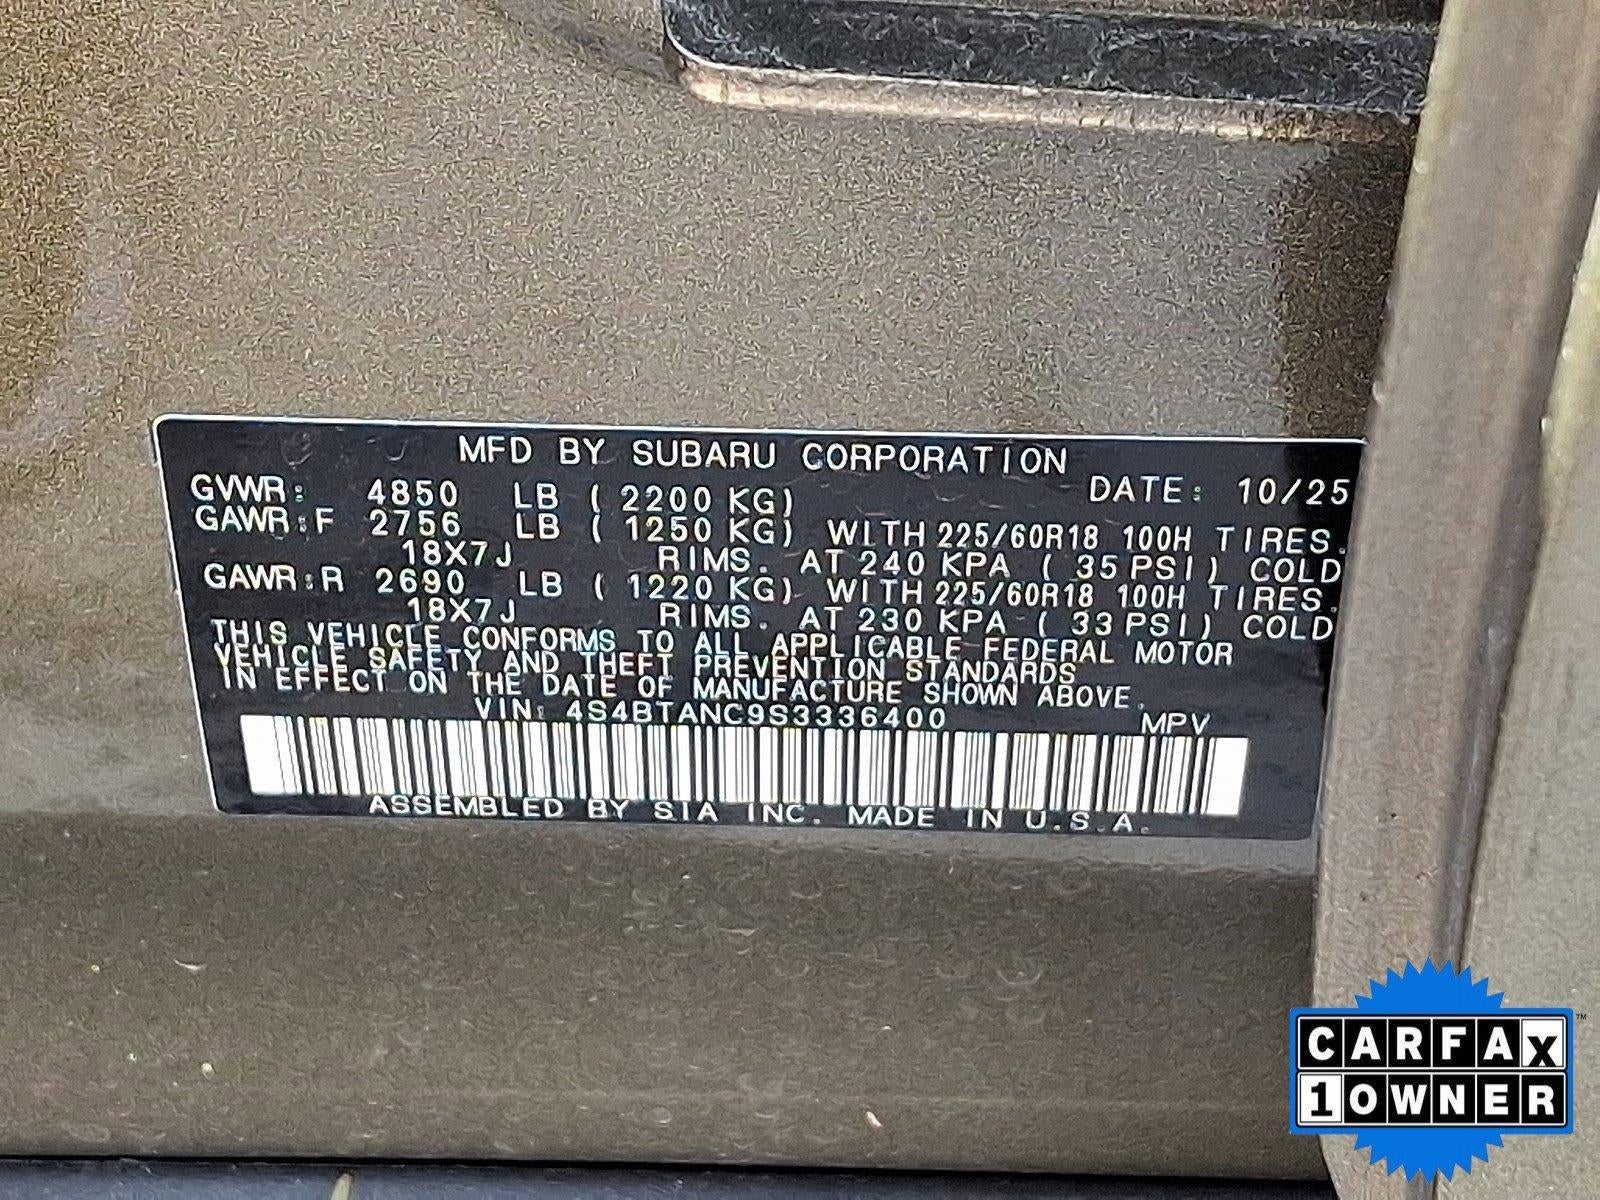 MFD BY SUBARU CORPORATION
DATE: 10/25
GVWR: 4850 LB ( 2200 KG)
GAWR:F 2756 LB ( 1250 KG) WITH 225/60R18 100H TIRES.
18X7J RIMS. AT 240 KPA ( 35 PSI) COLD
GAWR:R 2690 LB ( 1220 KG) WITH 225/60R18 100H TIRES.
18X7J RIMS. AT 230 KPA ( 33 PSI) COLD
THIS VEHICLE CONFORMS TO ALL APPLICABLE FEDERAL MOTOR
VEHICLE SAFETY AND THEFT PREVENTION STANDARDS
IN EFFECT ON THE DATE OF MANUFACTURE SHOWN ABOVE.
VIN: 4S4BTANC9S3336400 MPV
ASSEMBLED BY SIA INC. MADE IN U.S.A.
CARFAX™
1 OWNER